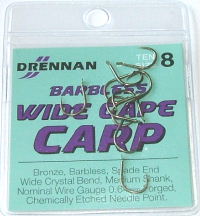 DRENNAN
TEN
8
BARBLESS
WIDE GAPE
CARP
Bronze, Barbless, Spade End
Wide Crystal Bend, Medium Shank,
Nominal Wire Gauge 0.6 Forged,
Chemically Etched Needle Point.